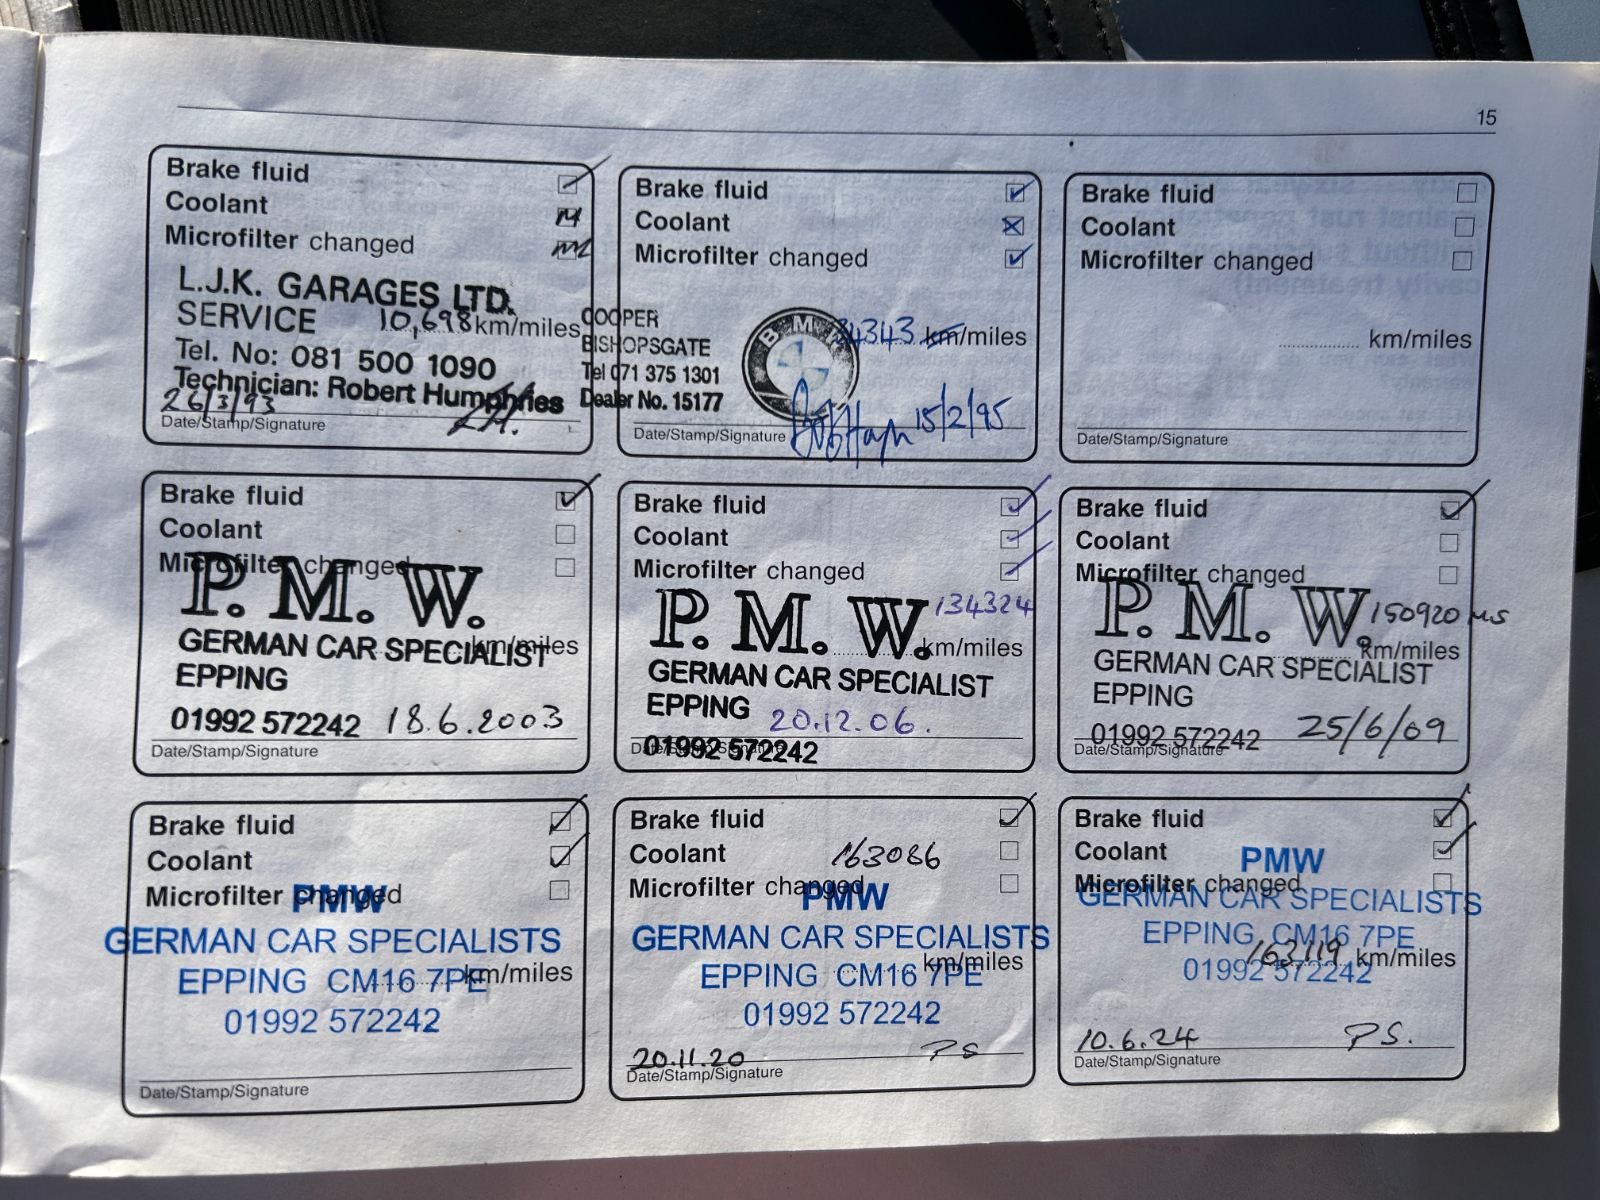 15
Brake fluid
Coolant
Microfilter changed
L.J.K. GARAGES LTD.
SERVICE 10,698 km/miles
Tel. No: 081 500 1090
Technician: Robert Humphries
26/3/93
Date/Stamp/Signature
Brake fluid
Coolant
Microfilter changed
COOPER
BISHOPSGATE
Tel 071 375 1301
Dealer No. 15177
BMW
km/miles
15/2/95
Date/Stamp/Signature
Brake fluid
Coolant
Microfilter changed
km/miles
Date/Stamp/Signature
Brake fluid
Coolant
Microfilter changed
P. M. W.
km/miles
GERMAN CAR SPECIALIST
EPPING
01992 572242 18.6.2003
Date/Stamp/Signature
Brake fluid
Coolant
Microfilter changed
P. M. W. 134324
km/miles
GERMAN CAR SPECIALIST
EPPING 20.12.06.
01992 572242
Date/Stamp/Signature
Brake fluid
Coolant
Microfilter changed
P. M. W. 150920 MS
km/miles
GERMAN CAR SPECIALIST
EPPING
01992 572242 25/6/09
Date/Stamp/Signature
Brake fluid
Coolant
Microfilter changed
PMW
GERMAN CAR SPECIALISTS
EPPING CM16 7PE km/miles
01992 572242
Date/Stamp/Signature
Brake fluid
Coolant 163086
Microfilter changed
PMW
GERMAN CAR SPECIALISTS
EPPING CM16 7PE km/miles
01992 572242
20.11.20 PS
Date/Stamp/Signature
Brake fluid
Coolant
PMW
Microfilter changed
GERMAN CAR SPECIALISTS
EPPING CM16 7PE
163119 km/miles
01992 572242
10.6.24 PS.
Date/Stamp/Signature